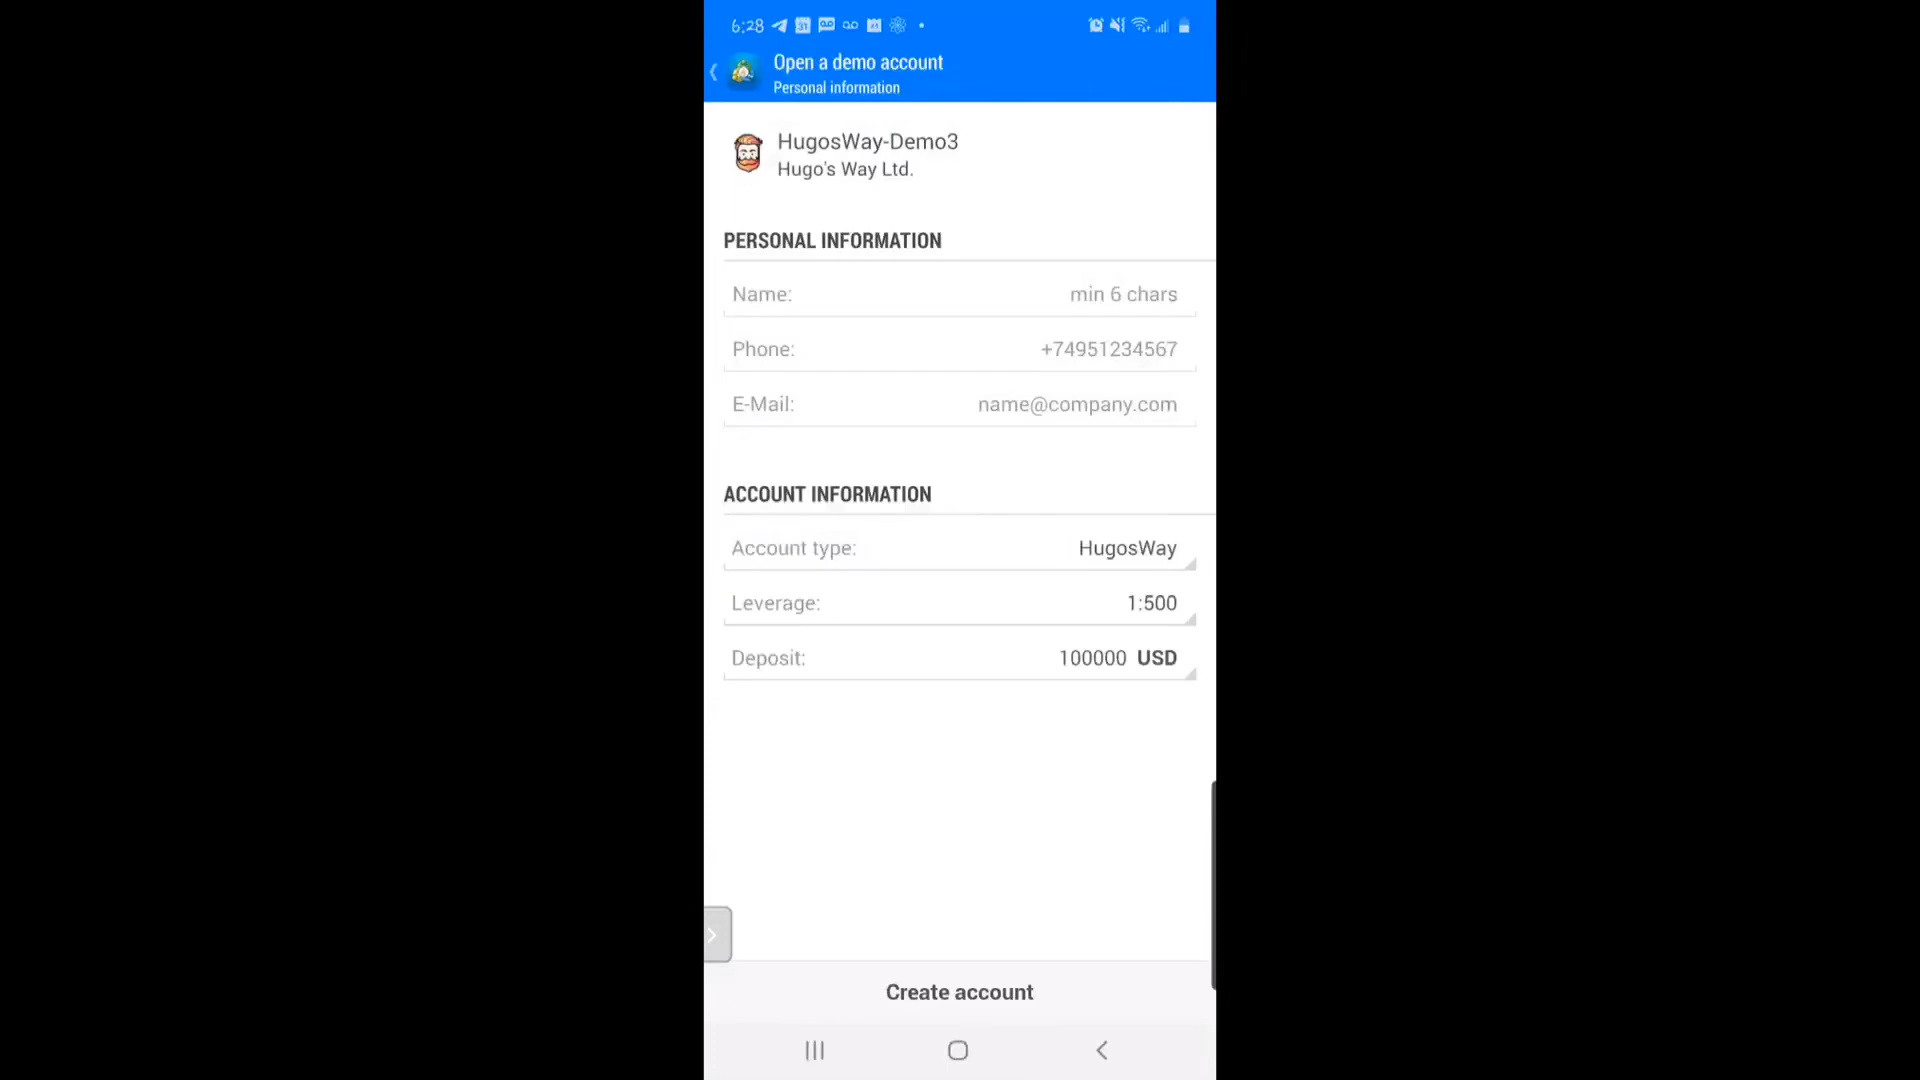 6:28
Open a demo account
Personal information
HugosWay-Demo3
Hugo's Way Ltd.
PERSONAL INFORMATION
Name: min 6 chars
Phone: +74951234567
E-Mail: name@company.com
ACCOUNT INFORMATION
Account type: HugosWay
Leverage: 1:500
Deposit: 100000 USD
Create account